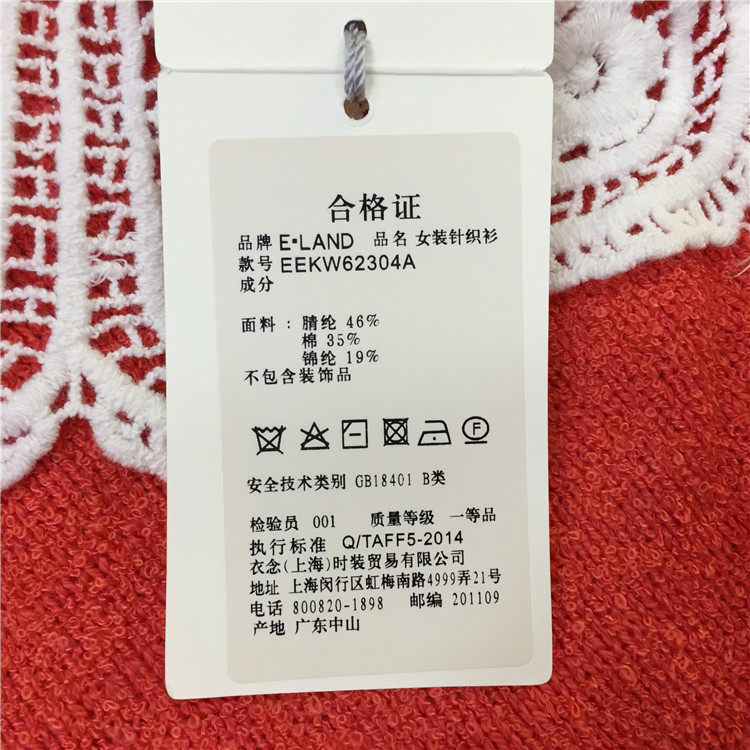 合格证
品牌 E·LAND 品名 女装针织衫
款号 EEKW62304A
成分
面料：腈纶 46%
棉 35%
锦纶 19%
不包含装饰品
F
安全技术类别 GB18401 B类
检验员 001 质量等级 一等品
执行标准 Q/TAFF5-2014
衣念(上海)时装贸易有限公司
地址 上海闵行区虹梅南路4999弄21号
电话 800820-1898 邮编 201109
产地 广东中山